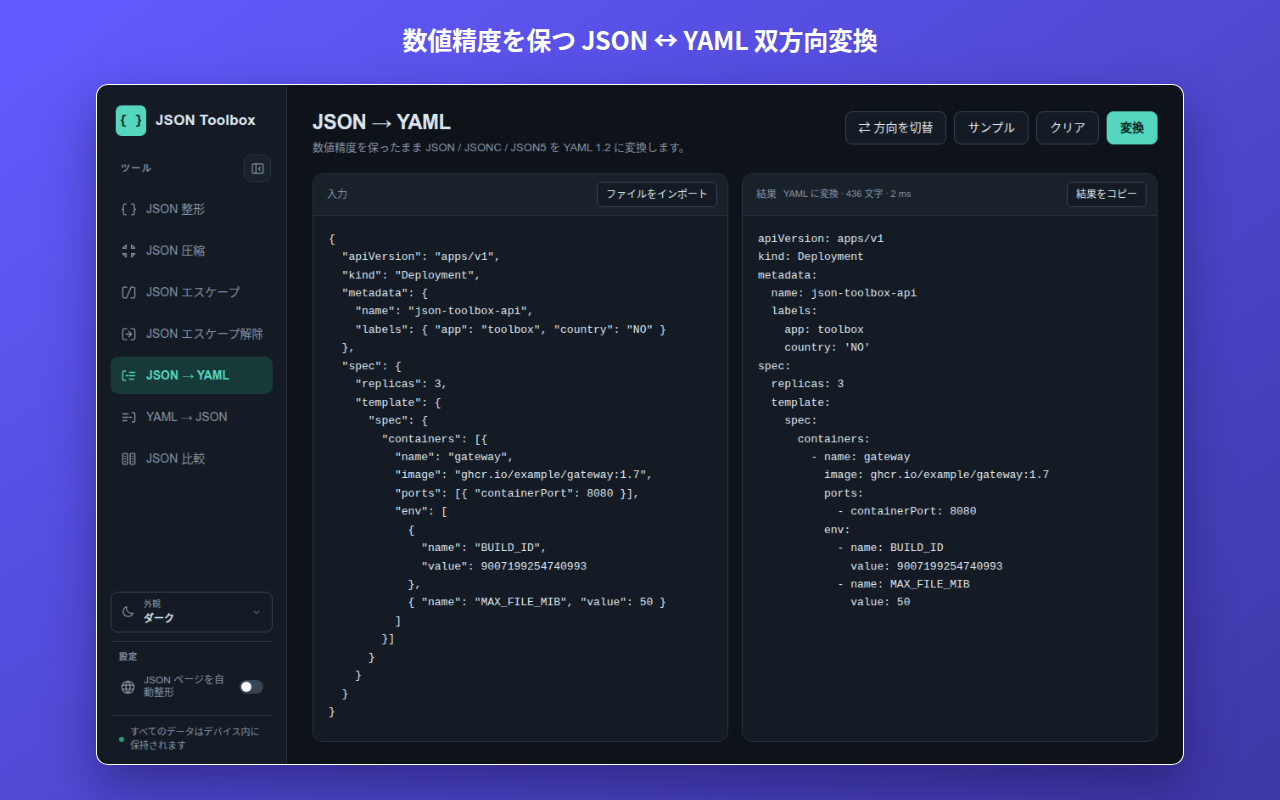 数値精度を保つ JSON ↔ YAML 双方向変換
{ } JSON Toolbox
ツール
JSON 整形
JSON 圧縮
JSON エスケープ
JSON エスケープ解除
JSON → YAML
YAML → JSON
JSON 比較
外観
ダーク
設定
JSON ページを自
動整形
すべてのデータはデバイス内に
保持されます
JSON → YAML
数値精度を保ったまま JSON / JSONC / JSON5 を YAML 1.2 に変換します。
⇄ 方向を切替
サンプル
クリア
変換
入力
ファイルをインポート
{
  "apiVersion": "apps/v1",
  "kind": "Deployment",
  "metadata": {
    "name": "json-toolbox-api",
    "labels": { "app": "toolbox", "country": "NO" }
  },
  "spec": {
    "replicas": 3,
    "template": {
      "spec": {
        "containers": [{
          "name": "gateway",
          "image": "ghcr.io/example/gateway:1.7",
          "ports": [{ "containerPort": 8080 }],
          "env": [
            {
              "name": "BUILD_ID",
              "value": 9007199254740993
            },
            { "name": "MAX_FILE_MIB", "value": 50 }
          ]
        }]
      }
    }
  }
}
結果 YAML に変換 · 436 文字 · 2 ms
結果をコピー
apiVersion: apps/v1
kind: Deployment
metadata:
  name: json-toolbox-api
  labels:
    app: toolbox
    country: 'NO'
spec:
  replicas: 3
  template:
    spec:
      containers:
        - name: gateway
          image: ghcr.io/example/gateway:1.7
          ports:
            - containerPort: 8080
          env:
            - name: BUILD_ID
              value: 9007199254740993
            - name: MAX_FILE_MIB
              value: 50